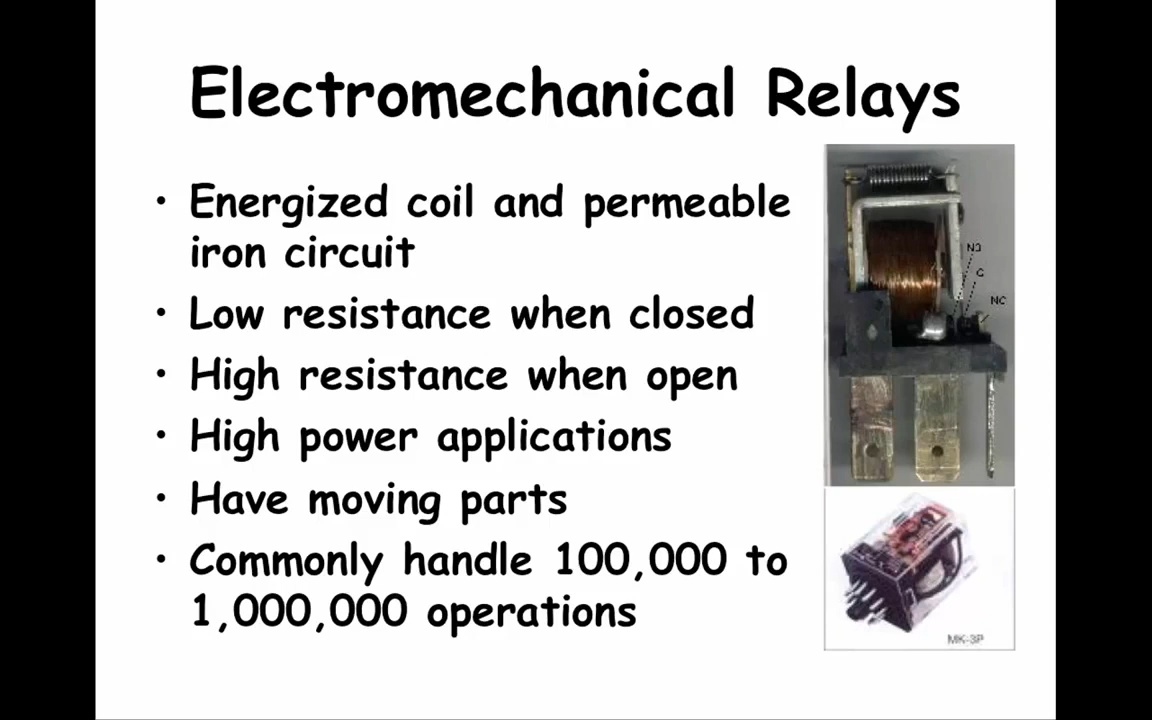 Electromechanical Relays
• Energized coil and permeable
iron circuit
• Low resistance when closed
• High resistance when open
• High power applications
• Have moving parts
• Commonly handle 100,000 to
1,000,000 operations
C
NC
MK-3P